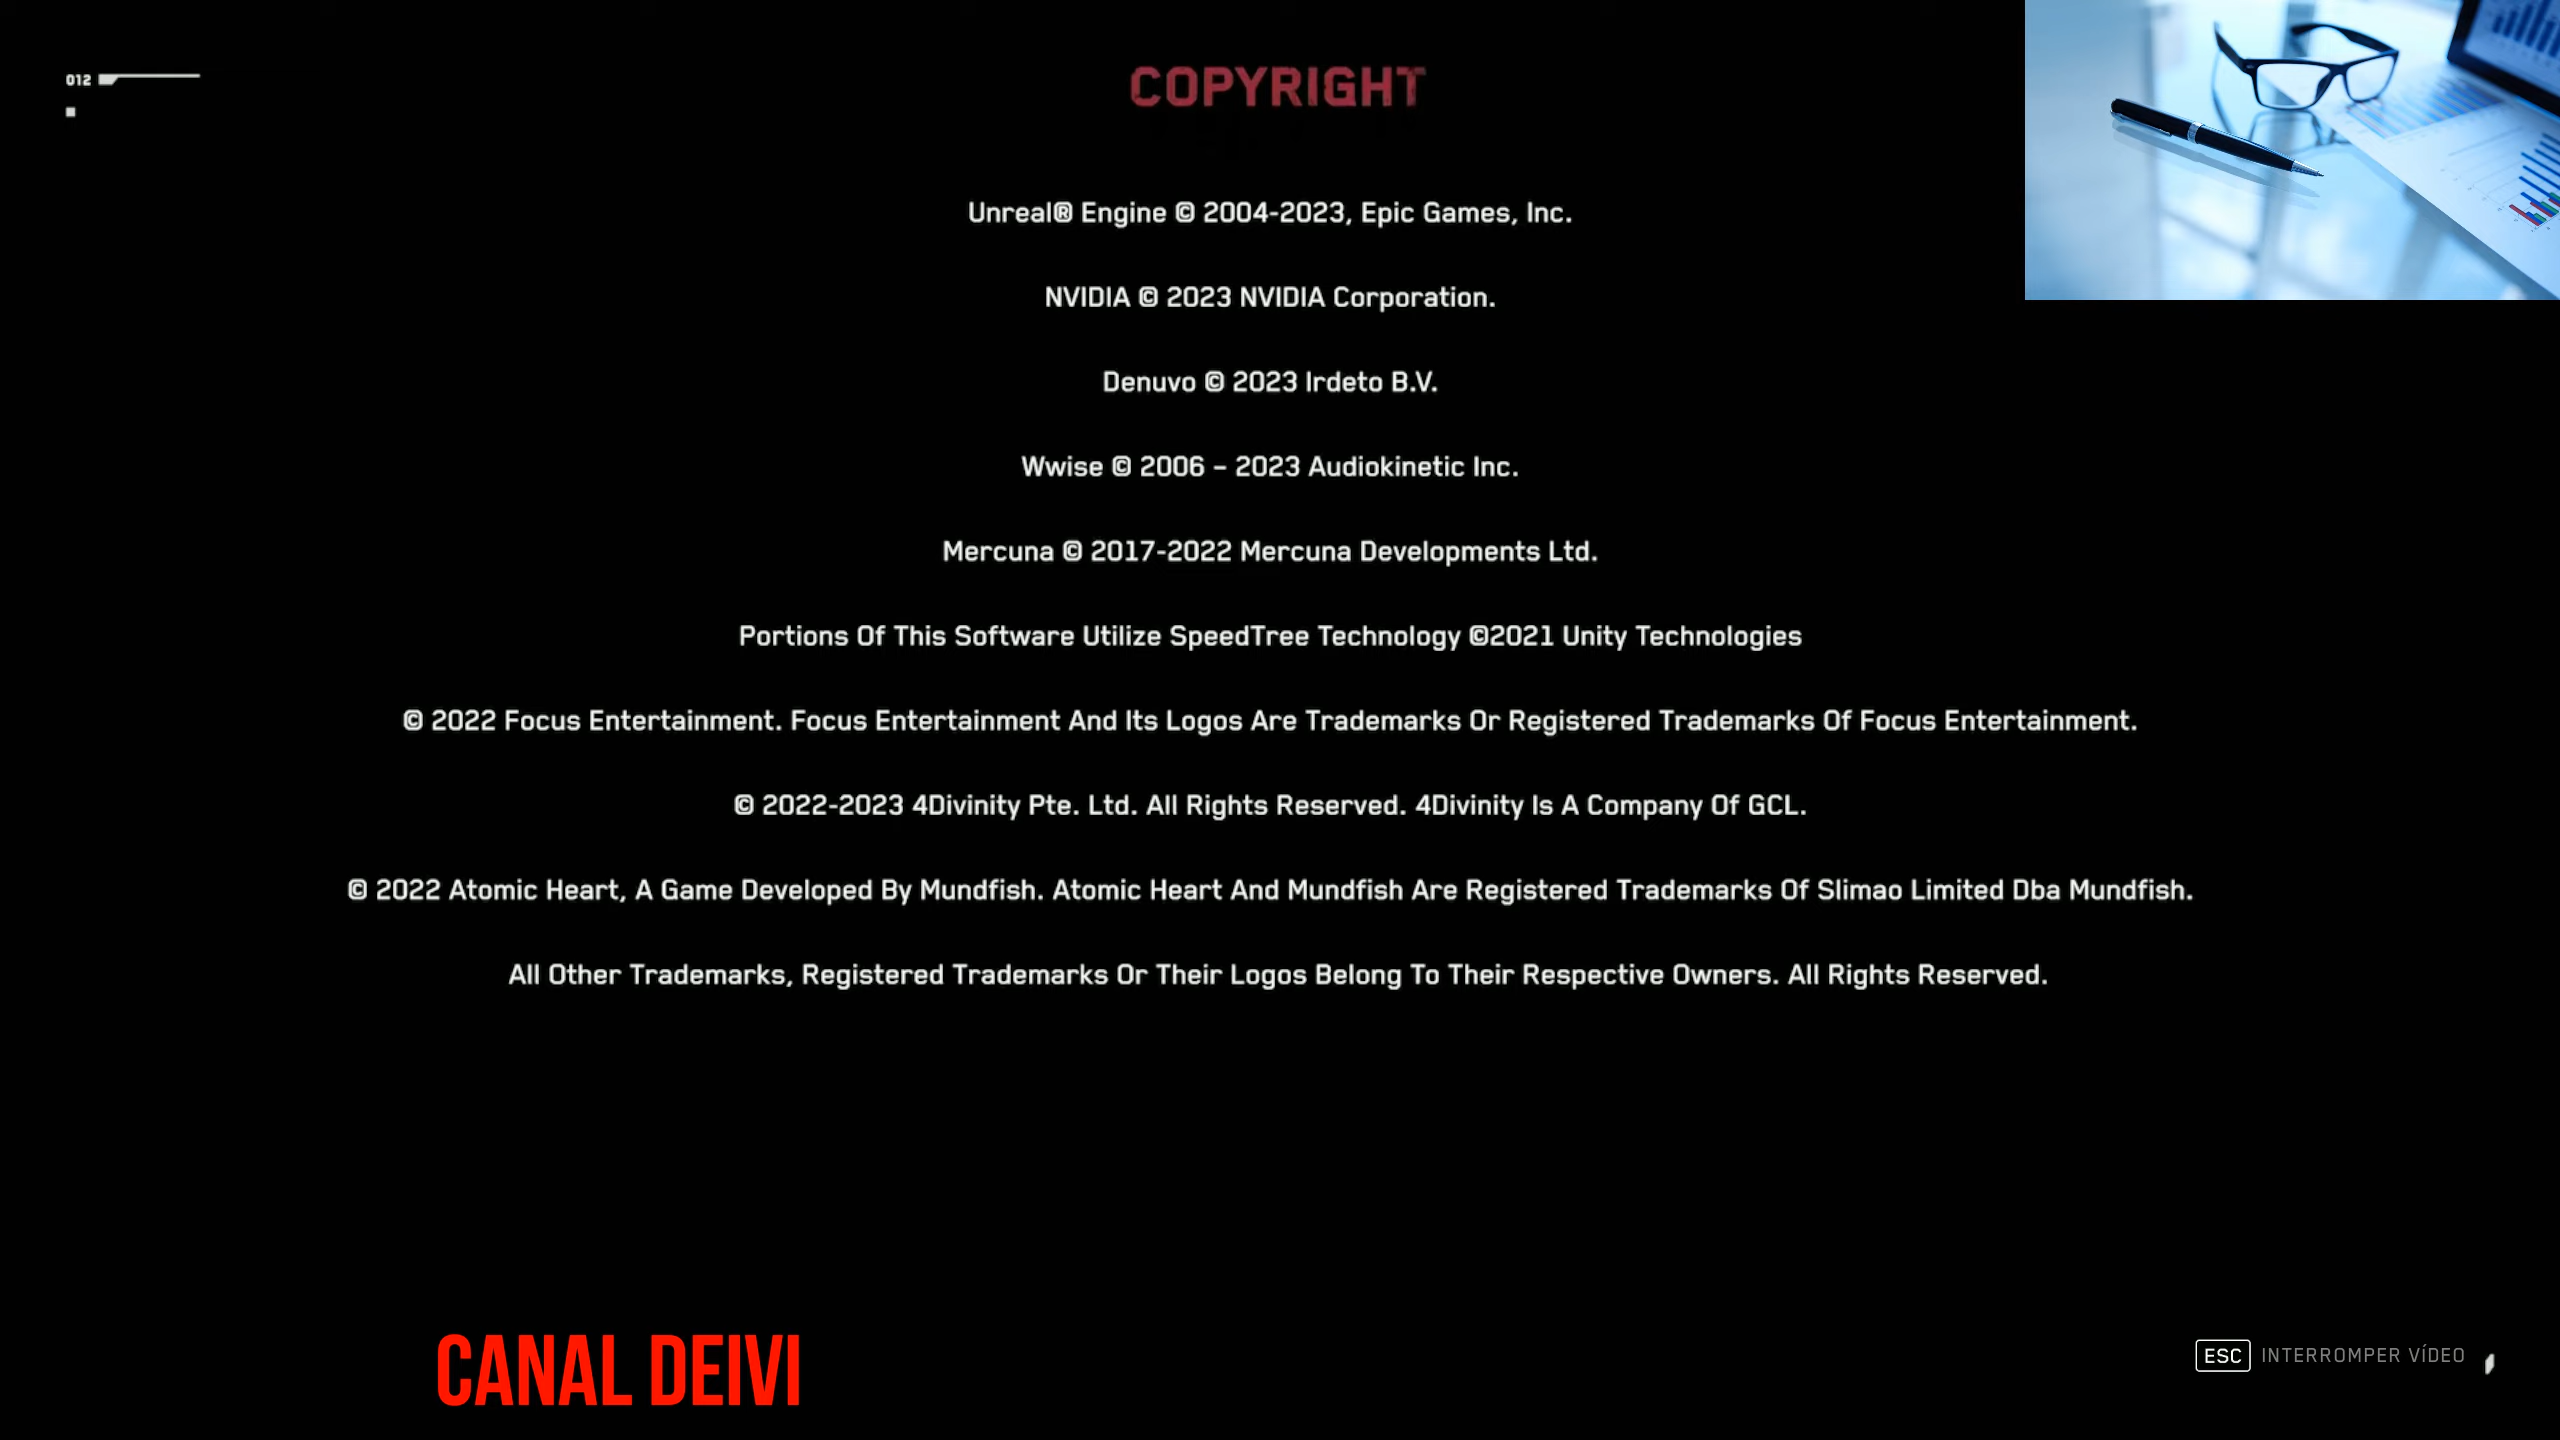 012
COPYRIGHT
Unreal® Engine © 2004-2023, Epic Games, Inc.
NVIDIA © 2023 NVIDIA Corporation.
Denuvo © 2023 Irdeto B.V.
Wwise © 2006 – 2023 Audiokinetic Inc.
Mercuna © 2017-2022 Mercuna Developments Ltd.
Portions Of This Software Utilize SpeedTree Technology ©2021 Unity Technologies
© 2022 Focus Entertainment. Focus Entertainment And Its Logos Are Trademarks Or Registered Trademarks Of Focus Entertainment.
© 2022-2023 4Divinity Pte. Ltd. All Rights Reserved. 4Divinity Is A Company Of GCL.
© 2022 Atomic Heart, A Game Developed By Mundfish. Atomic Heart And Mundfish Are Registered Trademarks Of Slimao Limited Dba Mundfish.
All Other Trademarks, Registered Trademarks Or Their Logos Belong To Their Respective Owners. All Rights Reserved.
CANAL DEIVI
ESC INTERROMPER VÍDEO